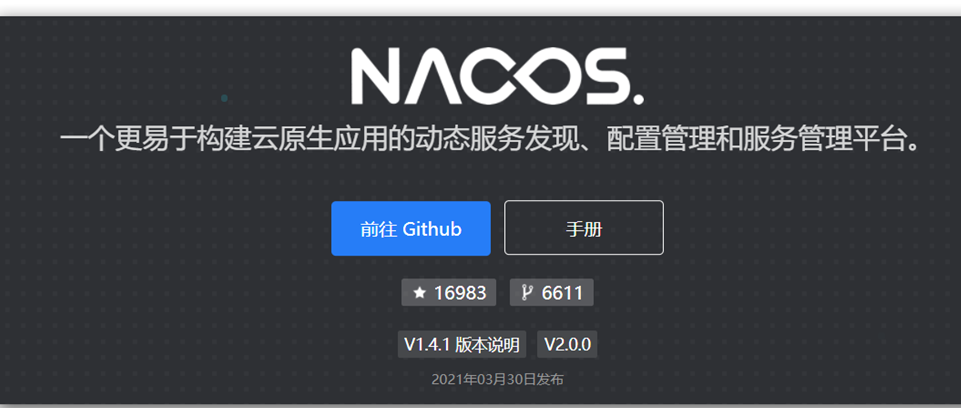 NACOS.
一个更易于构建云原生应用的动态服务发现、配置管理和服务管理平台。
前往 Github 手册
16983 6611
V1.4.1 版本说明 V2.0.0
2021年03月30日发布